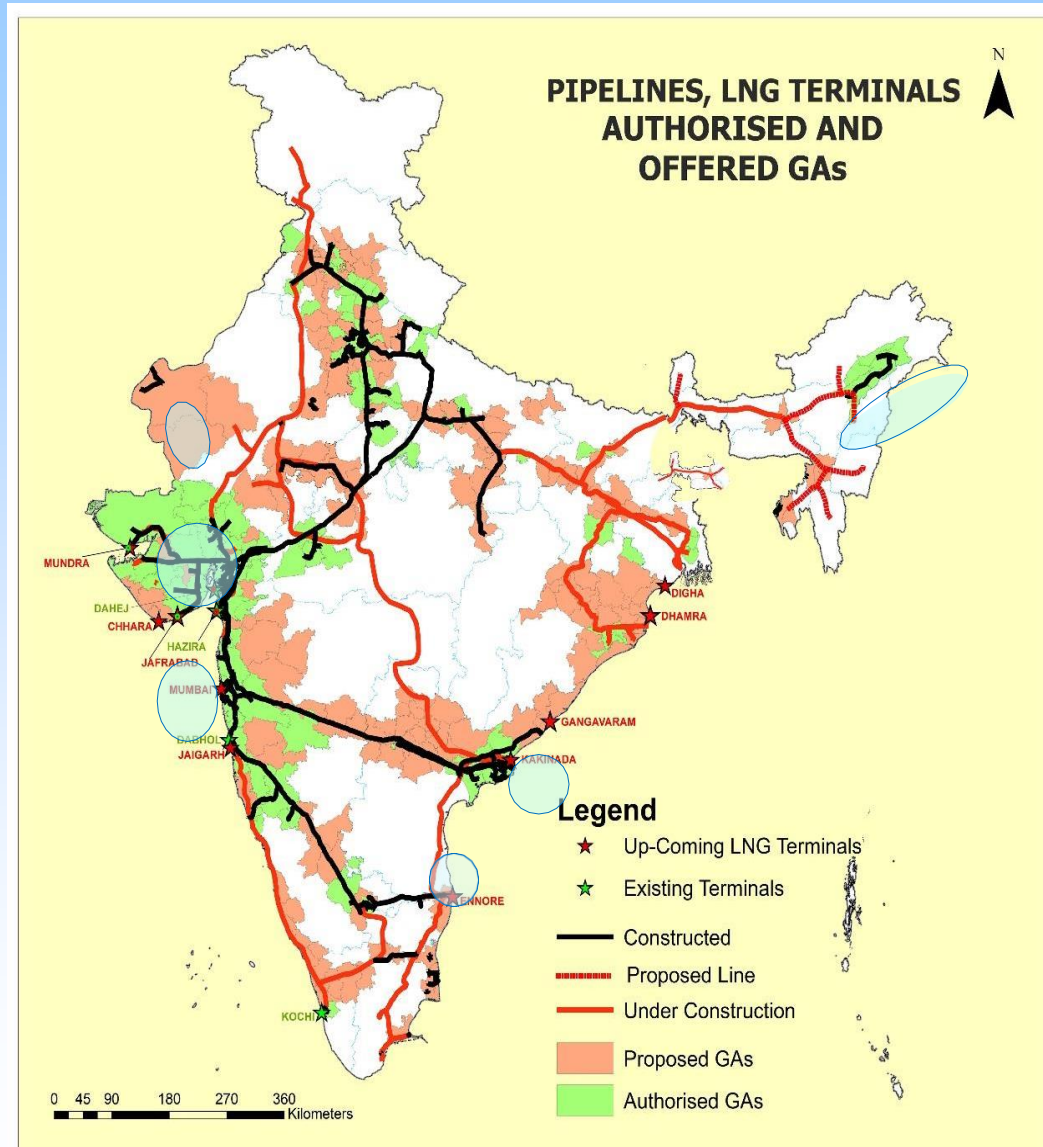 N
PIPELINES, LNG TERMINALS
AUTHORISED AND
OFFERED GAs
MUNDRA
DAHEJ
CHHARA
HAZIRA
JAFRABAD
MUMBAI
DABHOL
JAIGARH
DIGHA
DHAMRA
GANGAVARAM
KAKINADA
ENNORE
KOCHI
Legend
Up-Coming LNG Terminals
Existing Terminals
Constructed
Proposed Line
Under Construction
Proposed GAs
Authorised GAs
0 45 90 180 270 360
Kilometers